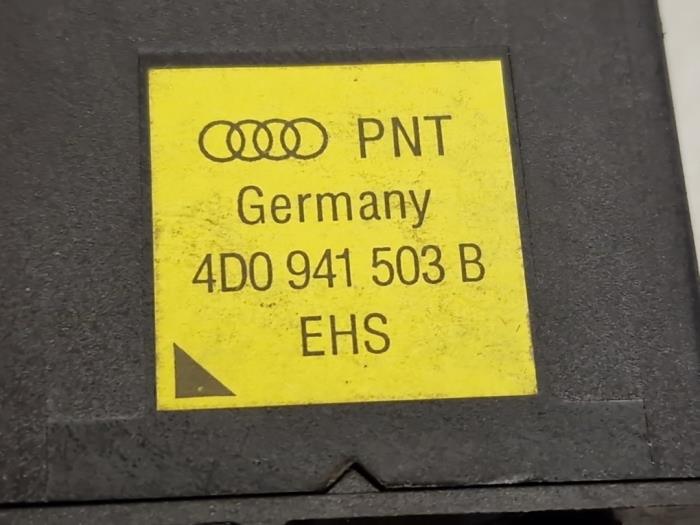 PNT
Germany
4D0 941 503 B
EHS